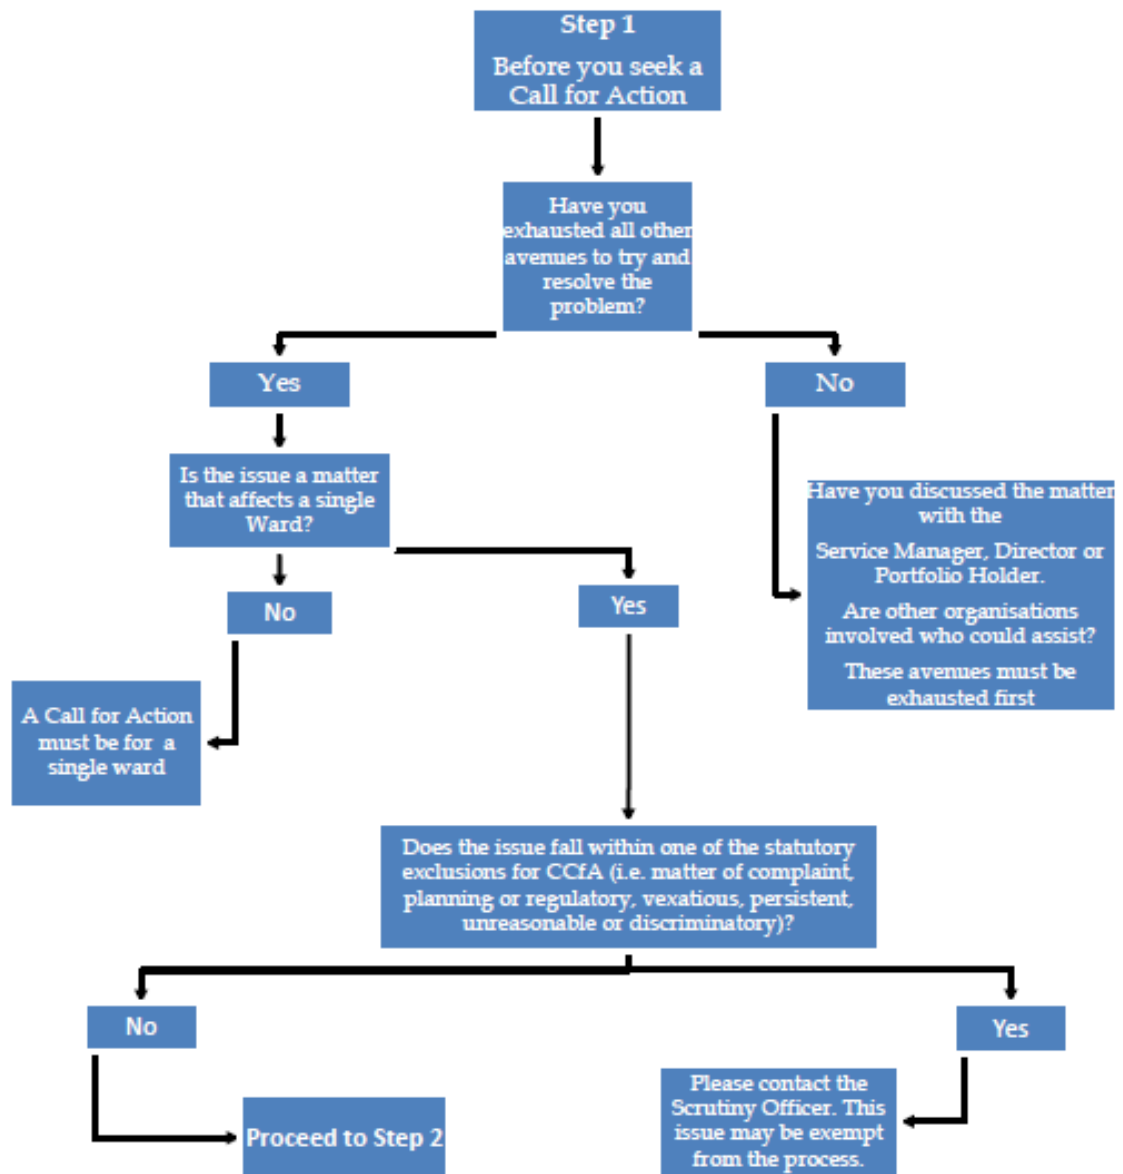 Step 1
Before you seek a
Call for Action
Have you
exhausted all other
avenues to try and
resolve the
problem?
Yes
No
Is the issue a matter
that affects a single
Ward?
Have you discussed the matter
with the
Service Manager, Director or
Portfolio Holder.
Are other organisations
involved who could assist?
These avenues must be
exhausted first
No
Yes
A Call for Action
must be for a
single ward
Does the issue fall within one of the statutory
exclusions for CCfA (i.e. matter of complaint,
planning or regulatory, vexatious, persistent,
unreasonable or discriminatory)?
No
Yes
Proceed to Step 2
Please contact the
Scrutiny Officer. This
issue may be exempt
from the process.